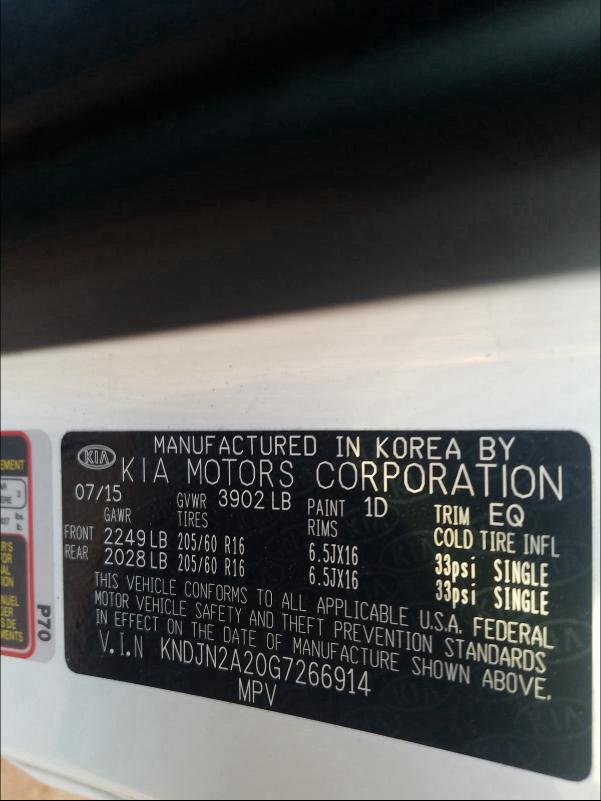 MANUFACTURED IN KOREA BY
KIA KIA MOTORS CORPORATION
07/15 GVWR 3902 LB PAINT 1D TRIM EQ
GAWR TIRES RIMS COLD TIRE INFL
FRONT 2249 LB 205/60 R16 6.5JX16 33psi SINGLE
REAR 2028 LB 205/60 R16 6.5JX16 33psi SINGLE
THIS VEHICLE CONFORMS TO ALL APPLICABLE U.S.A. FEDERAL
MOTOR VEHICLE SAFETY AND THEFT PREVENTION STANDARDS
IN EFFECT ON THE DATE OF MANUFACTURE SHOWN ABOVE.
V.I.N KNDJN2A20G7266914
MPV
P70